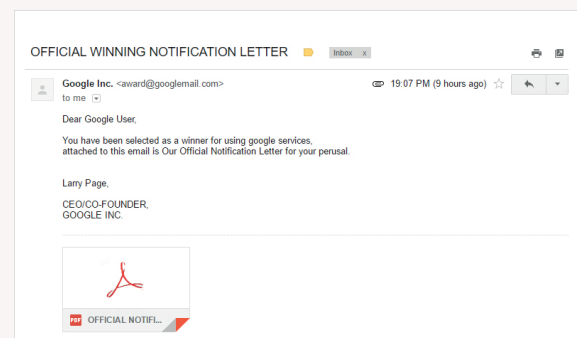 OFFICIAL WINNING NOTIFICATION LETTER Inbox x
Google Inc. <award@googlemail.com> 19:07 PM (9 hours ago)
to me
Dear Google User,
You have been selected as a winner for using google services,
attached to this email is Our Official Notification Letter for your perusal.
Larry Page,
CEO/CO-FOUNDER,
GOOGLE INC.
PDF OFFICIAL NOTIFI...